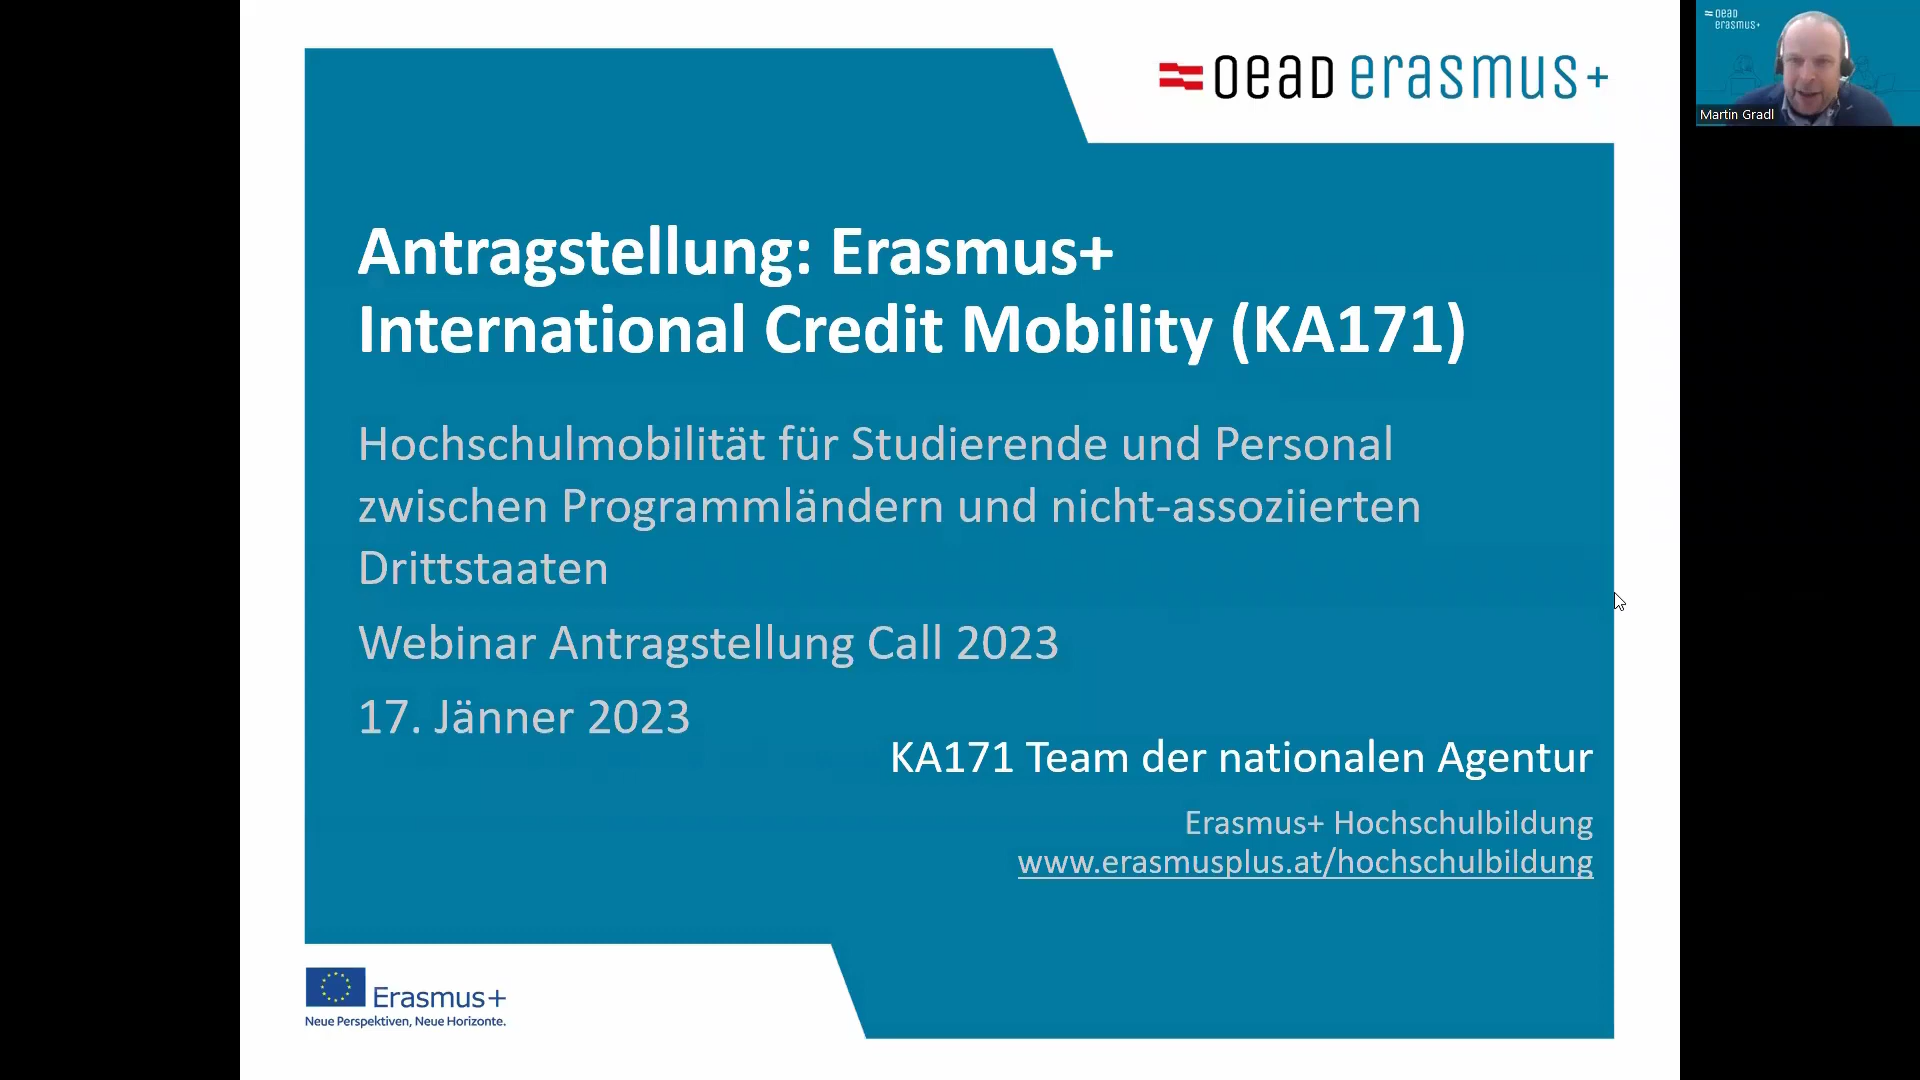 oead erasmus+
Antragstellung: Erasmus+
International Credit Mobility (KA171)
Hochschulmobilität für Studierende und Personal
zwischen Programmländern und nicht-assoziierten
Drittstaaten
Webinar Antragstellung Call 2023
17. Jänner 2023
KA171 Team der nationalen Agentur
Erasmus+ Hochschulbildung
www.erasmusplus.at/hochschulbildung
Erasmus+
Neue Perspektiven, Neue Horizonte.
oead
erasmus+
Martin Gradl